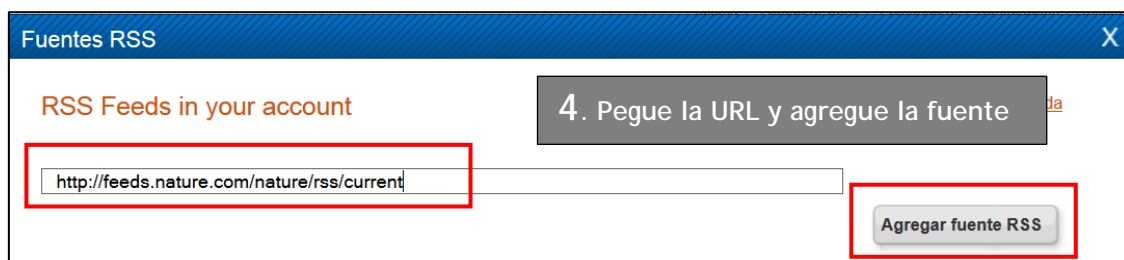 Fuentes RSS X
RSS Feeds in your account
4. Pegue la URL y agregue la fuente
da
http://feeds.nature.com/nature/rss/current
Agregar fuente RSS